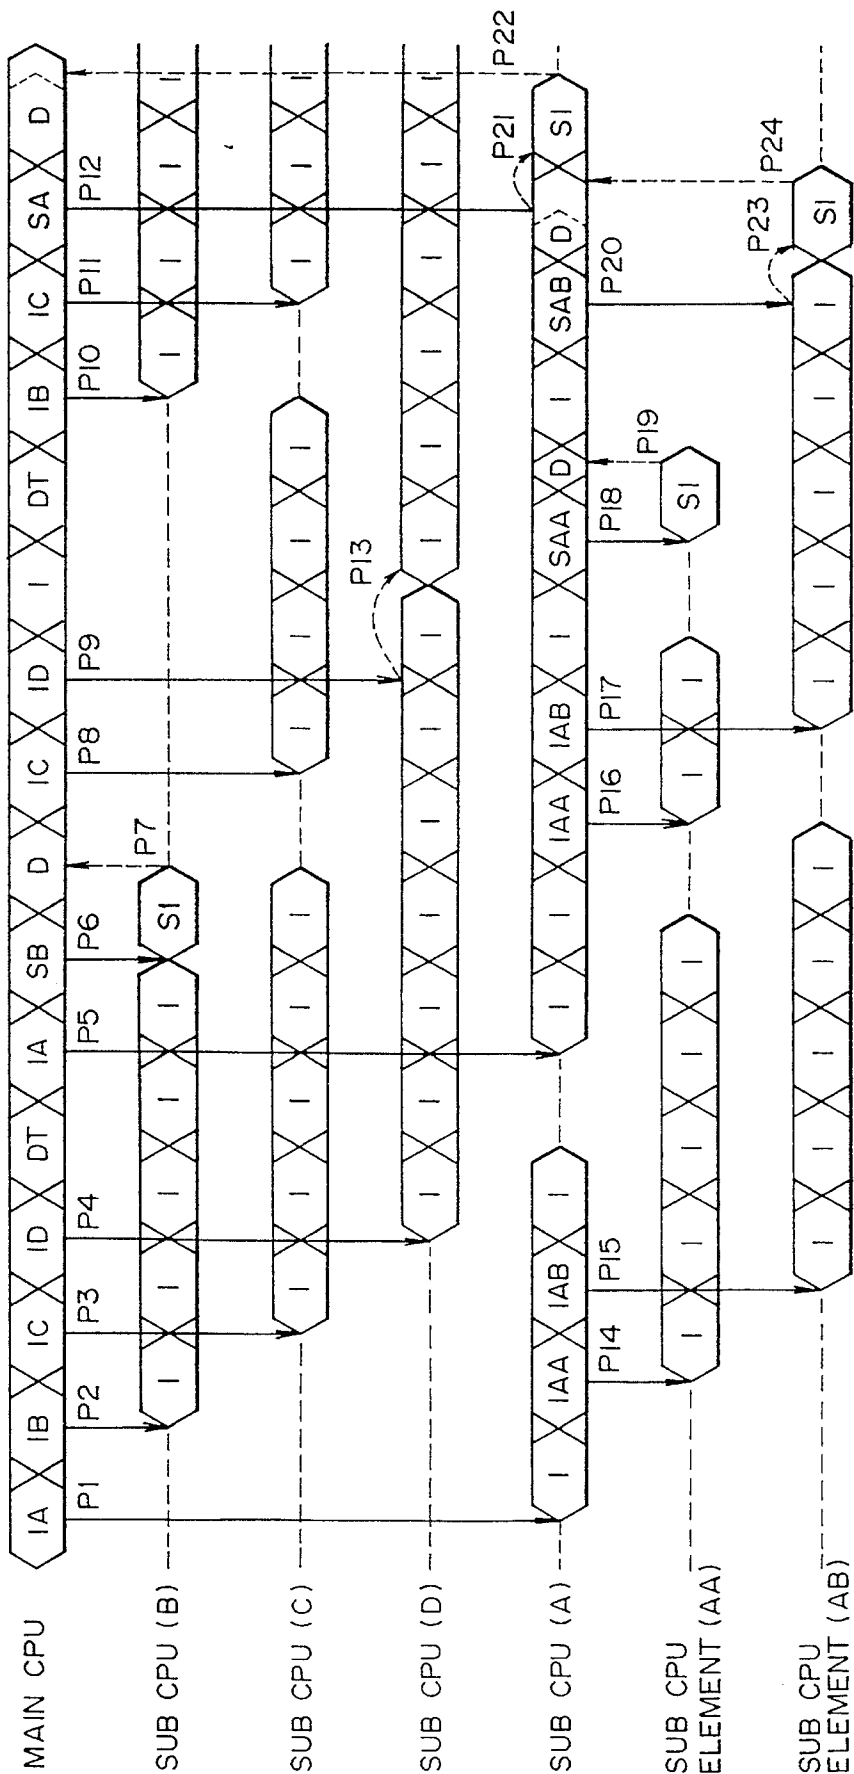 MAIN CPU IA IB IC ID DT IA SB D IC ID I DT IB IC SA D
P1 P2 P3 P4 P5 P6 P8 P9 P10 P11 P12
P7
SUB CPU (B) I I I I I SI I I I I
SUB CPU (C) I I I I I I I I I I I I
P13
SUB CPU (D) I I I I I I I I I I I I I
P21 P22
SUB CPU (A) I IAA IAB I I I IAA IAB I SAA D I SAB D SI
P14 P15 P16 P17 P18 P20
P19
SUB CPU I I I I I I I SI
ELEMENT (AA)
P23 P24
SUB CPU I I I I I I I I I I SI
ELEMENT (AB)